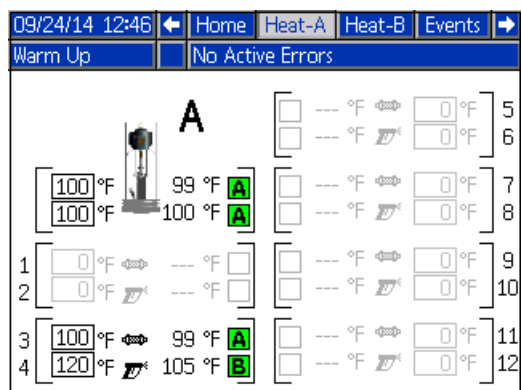 09/24/14 12:46 Home Heat-A Heat-B Events
Warm Up No Active Errors
A
100 °F 99 °F A
100 °F 100 °F A
1 0 °F --- °F
2 0 °F --- °F
3 100 °F 99 °F A
4 120 °F 105 °F B
--- °F 0 °F 5
--- °F 0 °F 6
--- °F 0 °F 7
--- °F 0 °F 8
--- °F 0 °F 9
--- °F 0 °F 10
--- °F 0 °F 11
--- °F 0 °F 12